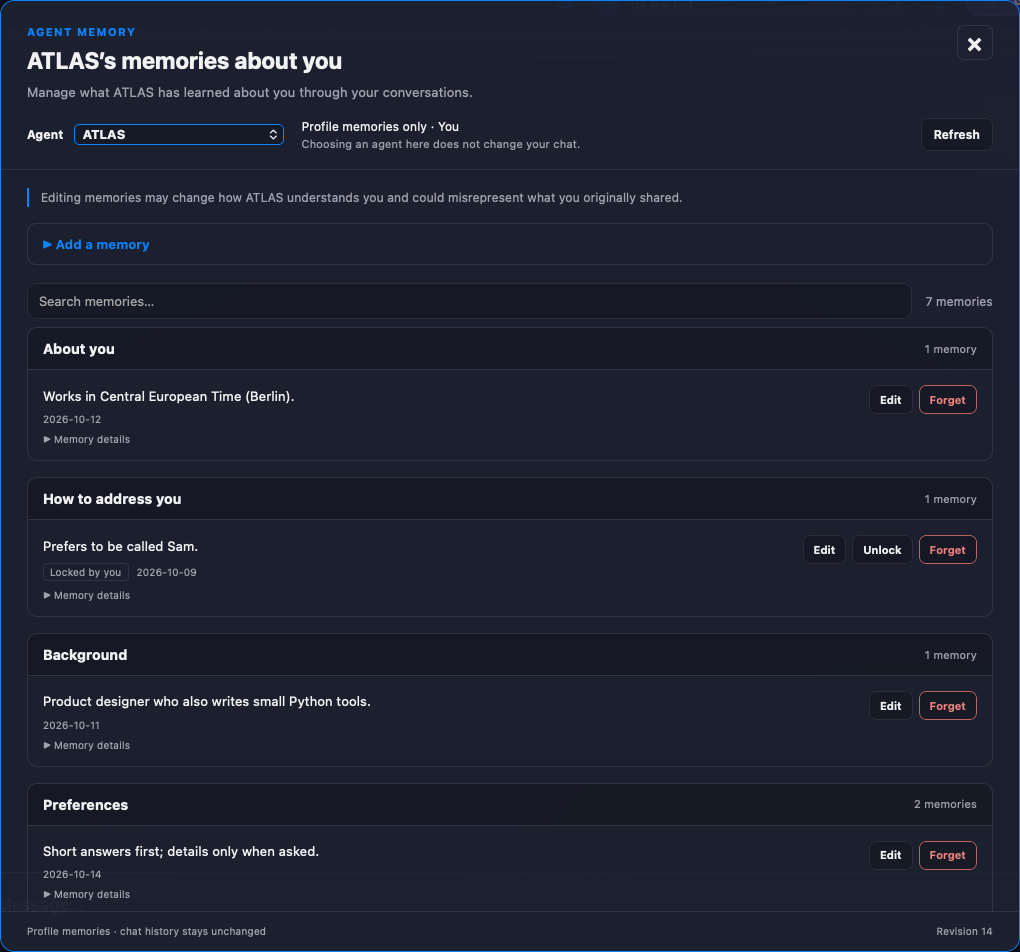 AGENT MEMORY
ATLAS’s memories about you
Manage what ATLAS has learned about you through your conversations.
Agent ATLAS
Profile memories only · You
Choosing an agent here does not change your chat.
Refresh
Editing memories may change how ATLAS understands you and could misrepresent what you originally shared.
Add a memory
Search memories...
7 memories
About you
1 memory
Works in Central European Time (Berlin).
Edit Forget
2026-10-12
Memory details
How to address you
1 memory
Prefers to be called Sam.
Edit Unlock Forget
Locked by you 2026-10-09
Memory details
Background
1 memory
Product designer who also writes small Python tools.
Edit Forget
2026-10-11
Memory details
Preferences
2 memories
Short answers first; details only when asked.
Edit Forget
2026-10-14
Memory details
Profile memories · chat history stays unchanged
Revision 14